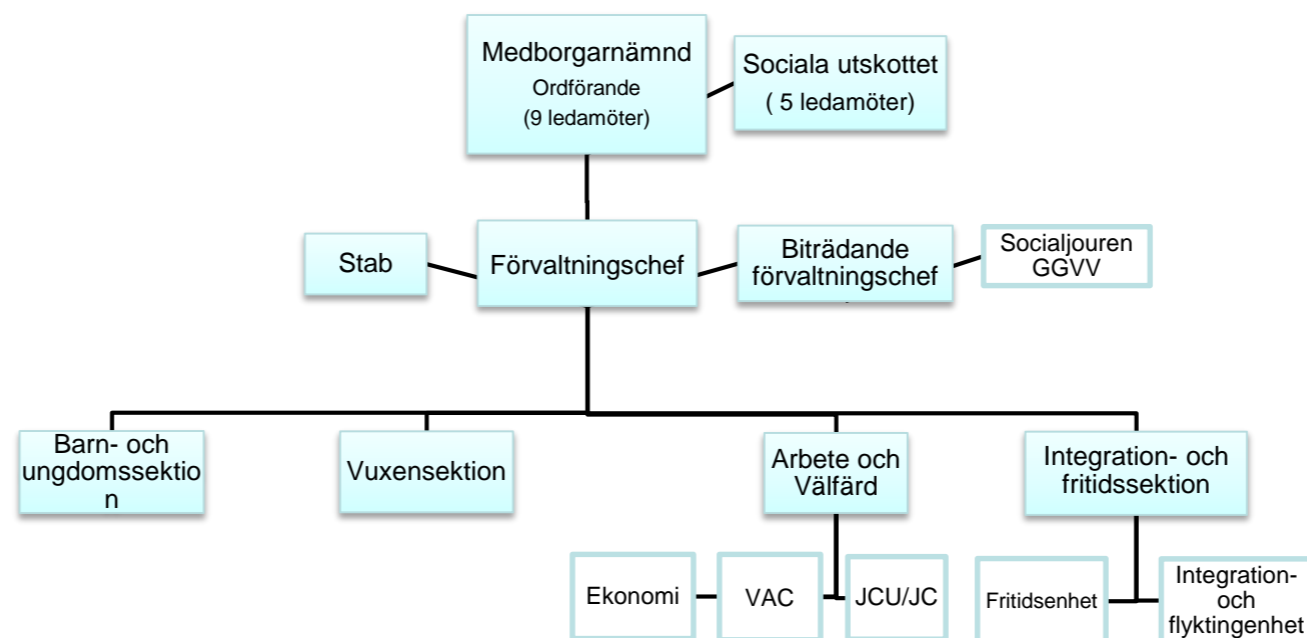 Medborgarnämnd
Ordförande
(9 ledamöter)
Sociala utskottet
( 5 ledamöter)
Stab
Förvaltningschef
Biträdande
förvaltningschef
Socialjouren
GGVV
Barn- och
ungdomssektio
n
Vuxensektion
Arbete och
Välfärd
Integration- och
fritidssektion
Ekonomi
VAC
JCU/JC
Fritidsenhet
Integration-
och
flyktingenhet